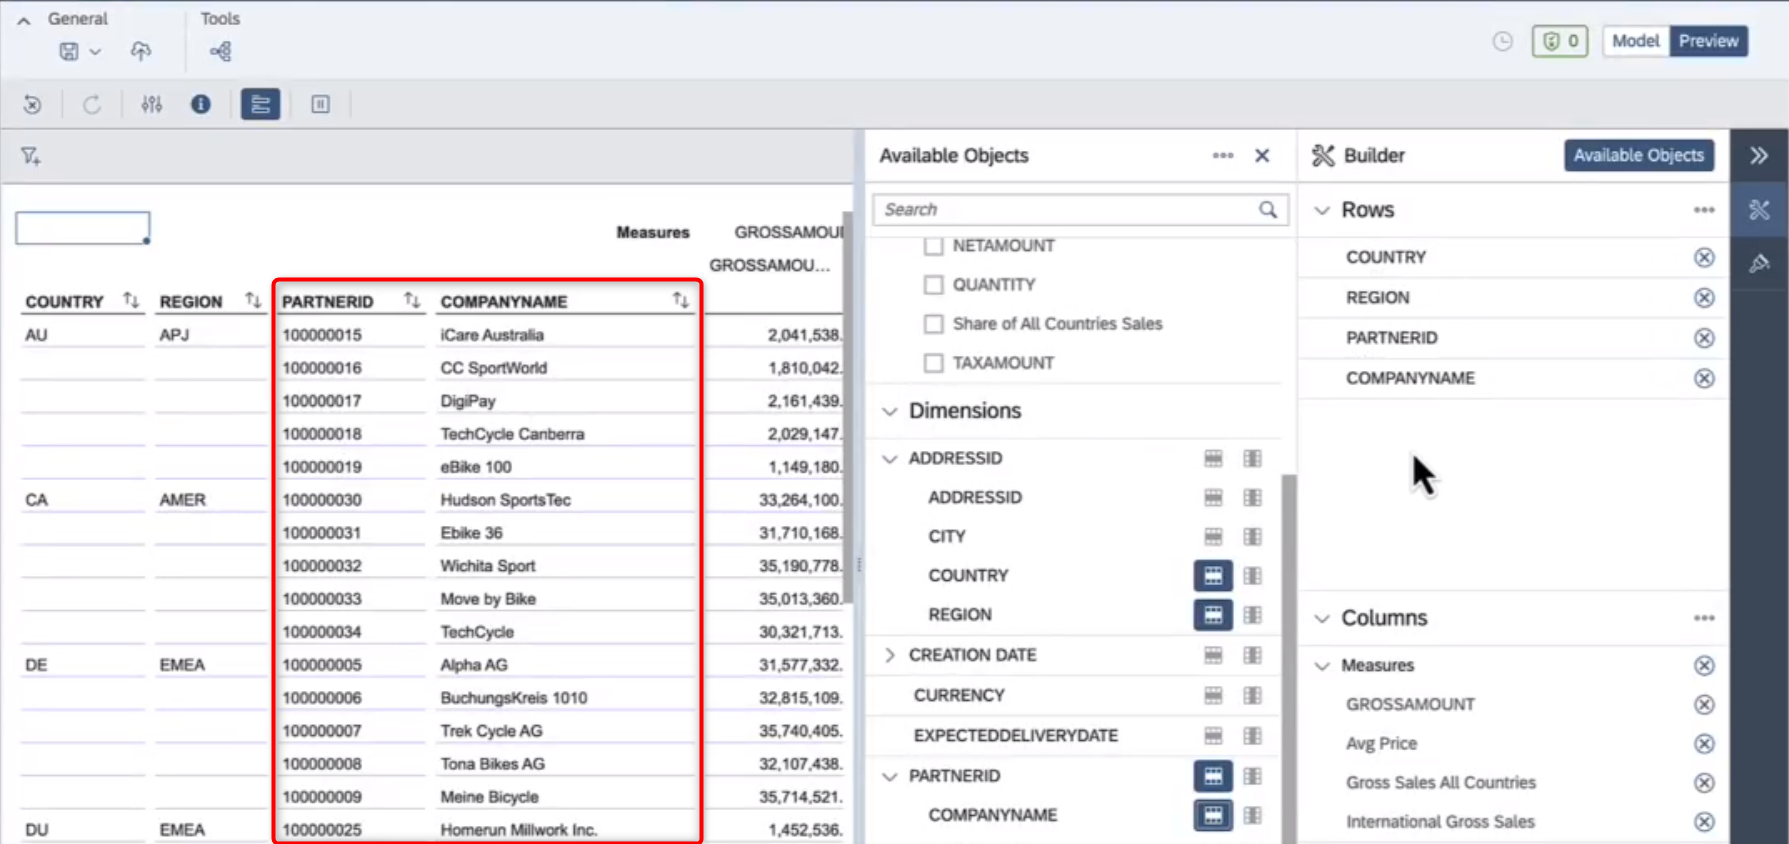 General
Tools
0
Model
Preview
Available Objects
Builder
Available Objects
Search
Rows
Measures
GROSSAMOUN
GROSSAMOU...
COUNTRY REGION PARTNERID COMPANYNAME
AU APJ 100000015 iCare Australia 2,041,538.
100000016 CC SportWorld 1,810,042.
100000017 DigiPay 2,161,439.
100000018 TechCycle Canberra 2,029,147.
100000019 eBike 100 1,149,180.
CA AMER 100000030 Hudson SportsTec 33,264,100.
100000031 Ebike 36 31,710,168.
100000032 Wichita Sport 35,190,778.
100000033 Move by Bike 35,013,360.
100000034 TechCycle 30,321,713.
DE EMEA 100000005 Alpha AG 31,577,332.
100000006 BuchungsKreis 1010 32,815,109.
100000007 Trek Cycle AG 35,740,405.
100000008 Tona Bikes AG 32,107,438.
100000009 Meine Bicycle 35,714,521.
DU EMEA 100000025 Homerun Millwork Inc. 1,452,536.
NETAMOUNT
QUANTITY
Share of All Countries Sales
TAXAMOUNT
Dimensions
ADDRESSID
ADDRESSID
CITY
COUNTRY
REGION
CREATION DATE
CURRENCY
EXPECTEDDELIVERYDATE
PARTNERID
COMPANYNAME
COUNTRY
REGION
PARTNERID
COMPANYNAME
Columns
Measures
GROSSAMOUNT
Avg Price
Gross Sales All Countries
International Gross Sales